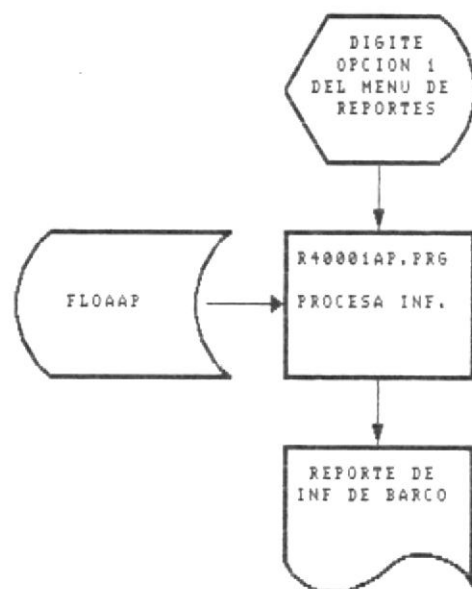 DIGITE
OPCION 1
DEL MENU DE
REPORTES
R40001AP.PRG
PROCESA INF.
FLOAAP
REPORTE DE
INF DE BARCO